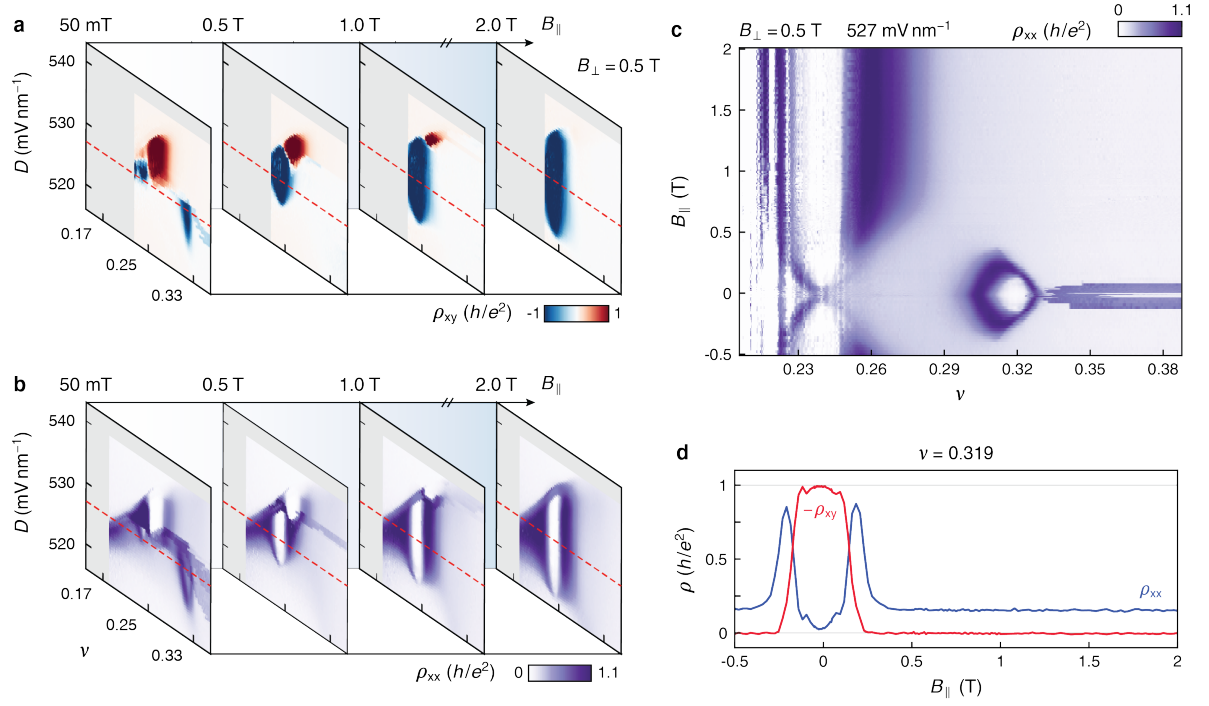 a
50 mT 0.5 T 1.0 T 2.0 T B∥
B⊥ = 0.5 T
D (mV nm⁻¹)
540
530
520
0.17
0.25
0.33
ρxy (h/e²) -1 1
b
50 mT 0.5 T 1.0 T 2.0 T B∥
D (mV nm⁻¹)
540
530
520
0.17
0.25
ν 0.33
ρxx (h/e²) 0 1.1
c
B⊥ = 0.5 T 527 mV nm⁻¹ ρxx (h/e²) 0 1.1
B∥ (T)
2
1.5
1
0.5
0
-0.5
0.23 0.26 0.29 0.32 0.35 0.38
ν
d
ν = 0.319
ρ (h/e²)
1
0.5
0
−ρxy
ρxx
-0.5 0 0.5 1 1.5 2
B∥ (T)